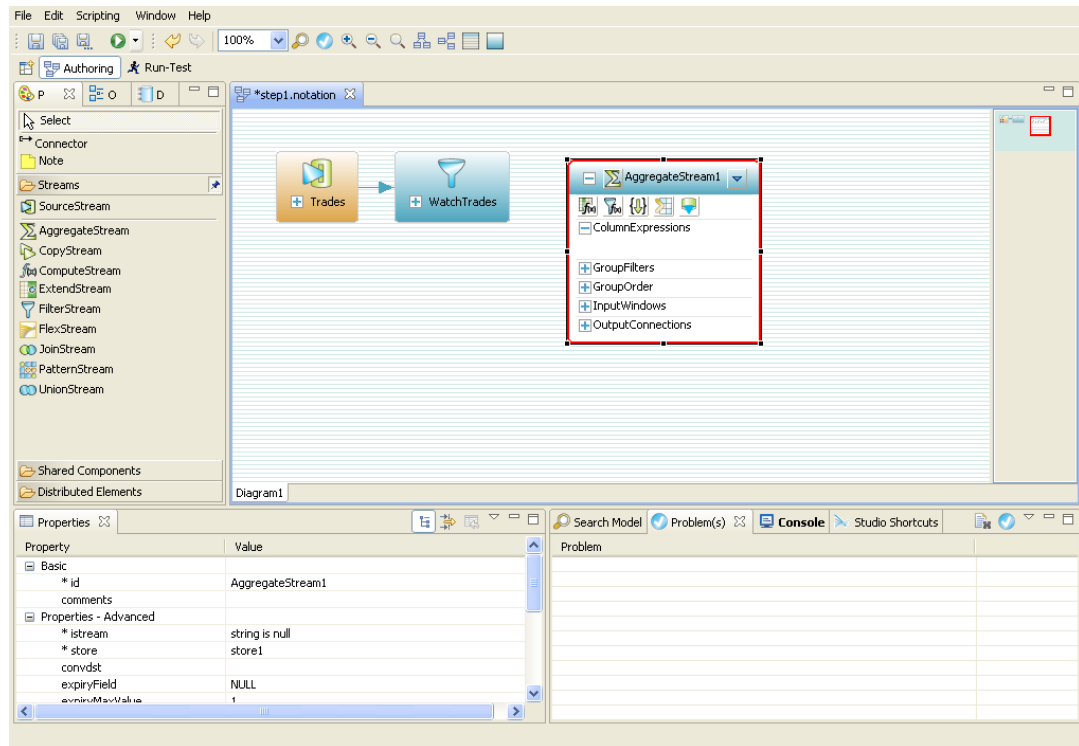 File Edit Scripting Window Help
100%
Authoring Run-Test
P O D
*step1.notation
Select
Connector
Note
Streams
SourceStream
AggregateStream
CopyStream
f(x) ComputeStream
ExtendStream
FilterStream
FlexStream
JoinStream
PatternStream
UnionStream
Shared Components
Distributed Elements
Trades
WatchTrades
AggregateStream1
ColumnExpressions
GroupFilters
GroupOrder
InputWindows
OutputConnections
Diagram1
Properties
Property Value
Basic
* id AggregateStream1
comments
Properties - Advanced
* istream string is null
* store store1
convdst
expiryField NULL
expiryMaxValue 1
Search Model Problem(s) Console Studio Shortcuts
Problem